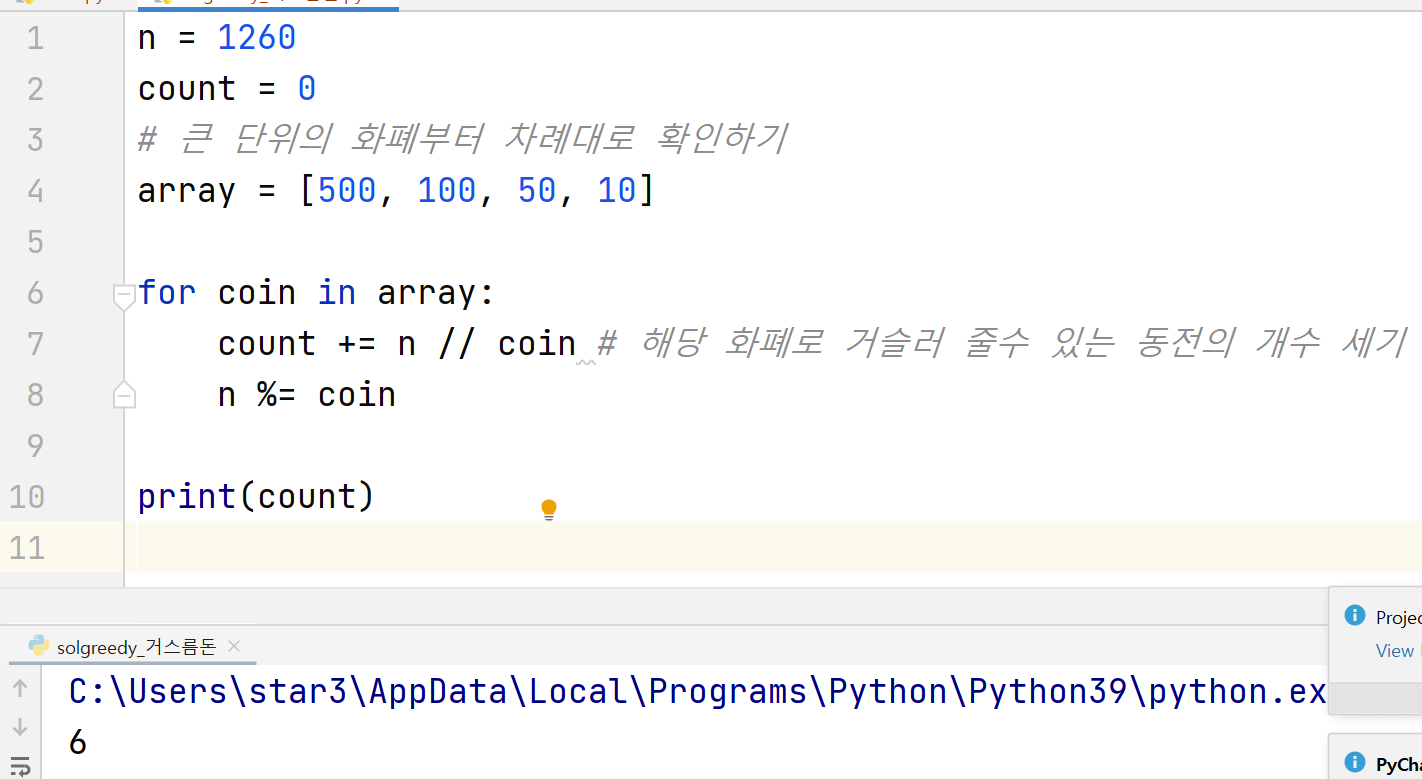 1 n = 1260
2 count = 0
3 # 큰 단위의 화폐부터 차례대로 확인하기
4 array = [500, 100, 50, 10]
5
6 for coin in array:
7 count += n // coin # 해당 화폐로 거슬러 줄수 있는 동전의 개수 세기
8 n %= coin
9
10 print(count)
11
solgreedy_거스름돈
C:\Users\star3\AppData\Local\Programs\Python\Python39\python.ex
6
Projec
View
PyCha